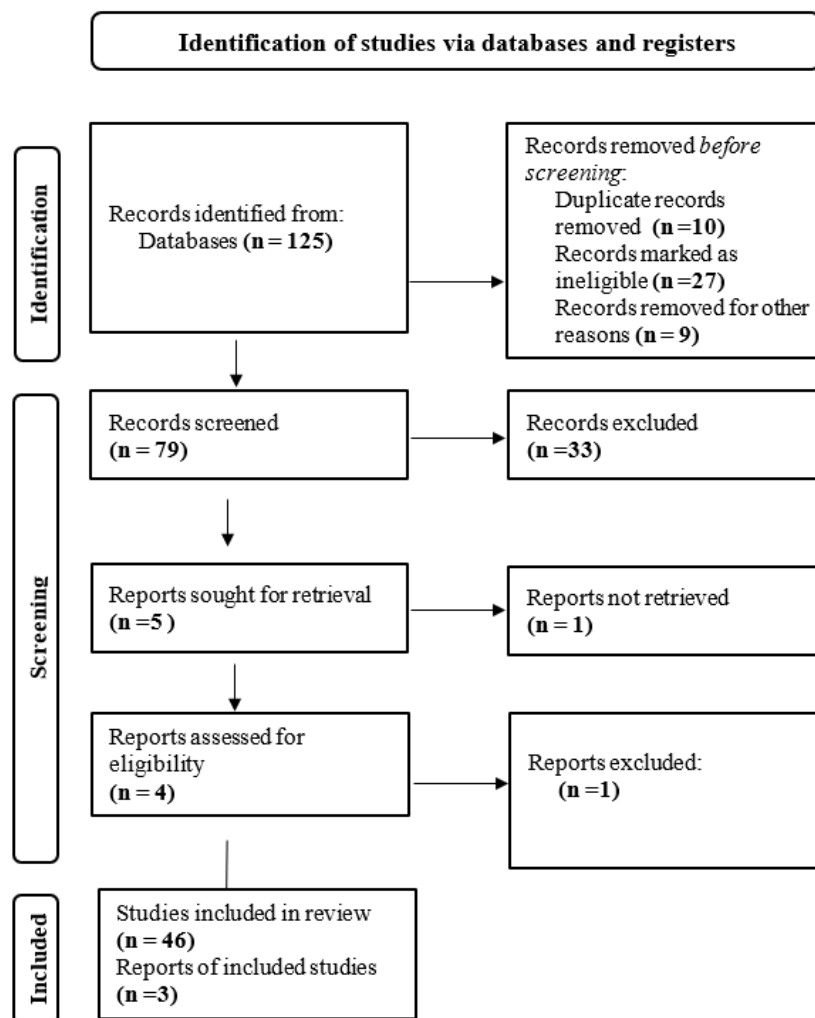 Identification of studies via databases and registers
Identification
Records identified from:
Databases (n = 125)
Records removed before
screening:
Duplicate records
removed (n =10)
Records marked as
ineligible (n =27)
Records removed for other
reasons (n = 9)
Screening
Records screened
(n = 79)
Records excluded
(n =33)
Reports sought for retrieval
(n =5 )
Reports not retrieved
(n = 1)
Reports assessed for
eligibility
(n = 4)
Reports excluded:
(n =1)
Included
Studies included in review
(n = 46)
Reports of included studies
(n =3)